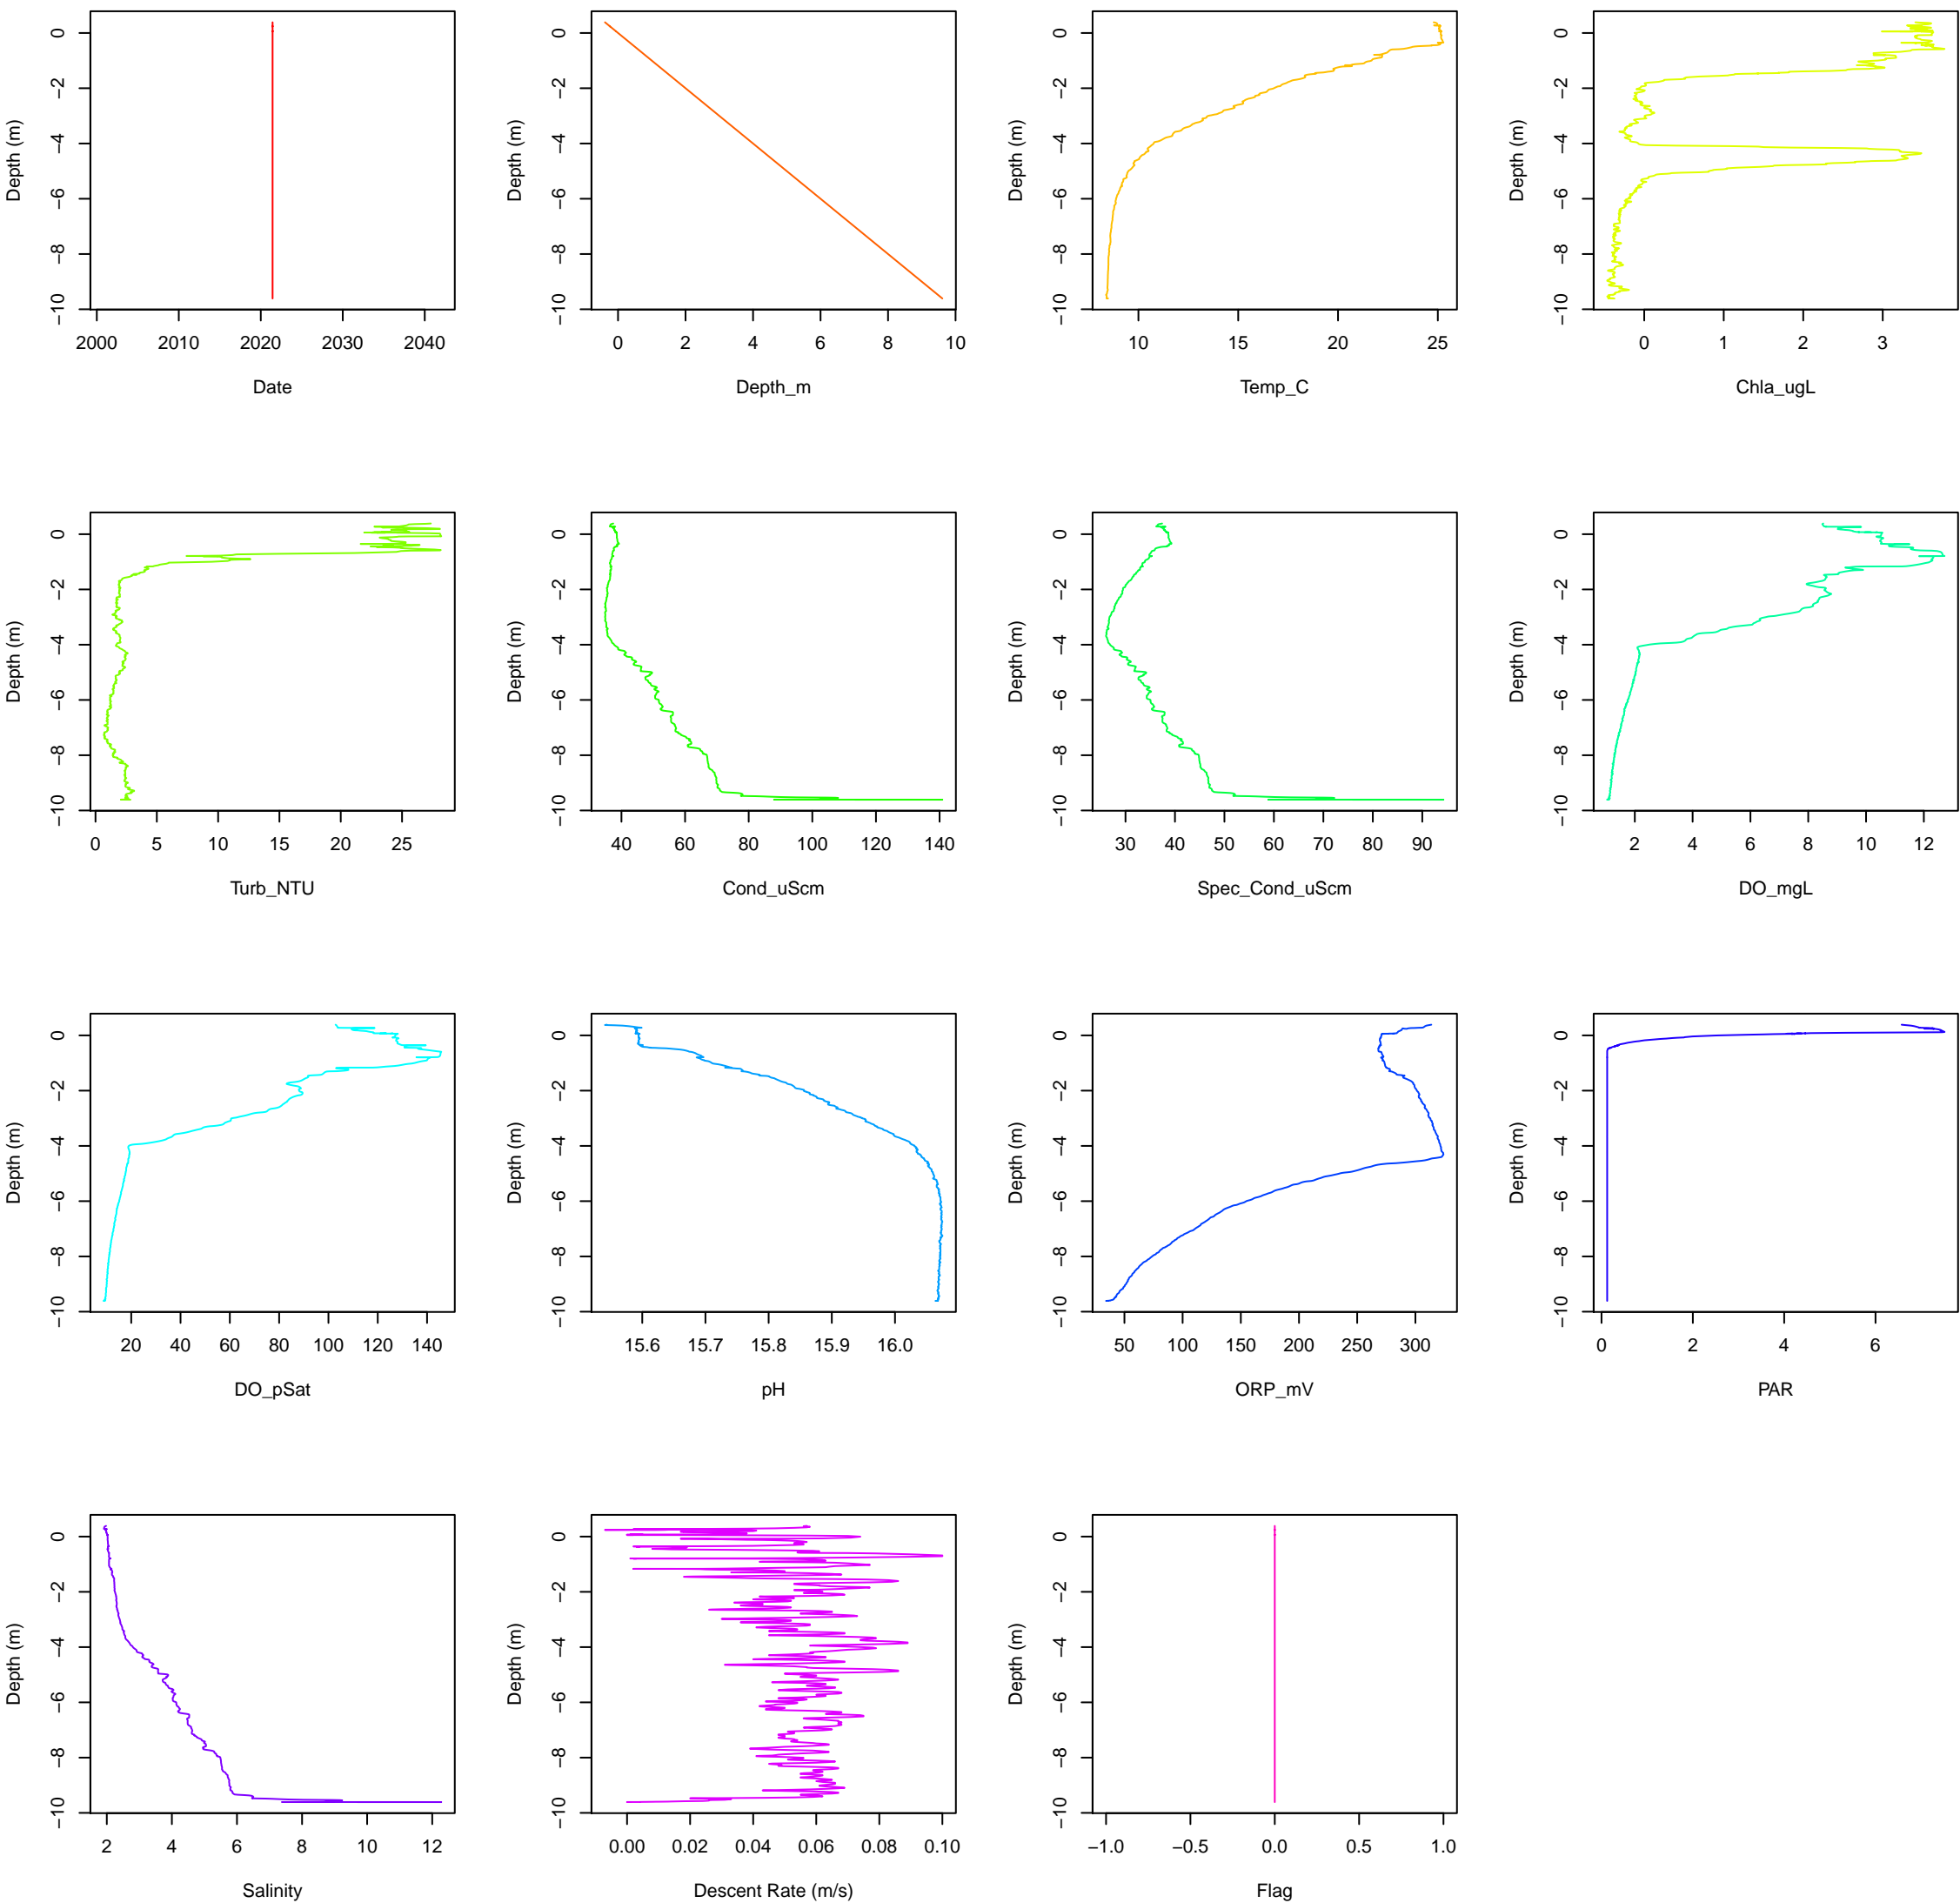 Depth (m)
0
−2
−4
−6
−8
−10
2000 2010 2020 2030 2040
Date
Depth (m)
0
−2
−4
−6
−8
−10
0 2 4 6 8 10
Depth_m
Depth (m)
0
−2
−4
−6
−8
−10
10 15 20 25
Temp_C
Depth (m)
0
−2
−4
−6
−8
−10
0 1 2 3
Chla_ugL
Depth (m)
0
−2
−4
−6
−8
−10
0 5 10 15 20 25
Turb_NTU
Depth (m)
0
−2
−4
−6
−8
−10
40 60 80 100 120 140
Cond_uScm
Depth (m)
0
−2
−4
−6
−8
−10
30 40 50 60 70 80 90
Spec_Cond_uScm
Depth (m)
0
−2
−4
−6
−8
−10
2 4 6 8 10 12
DO_mgL
Depth (m)
0
−2
−4
−6
−8
−10
20 40 60 80 100 120 140
DO_pSat
Depth (m)
0
−2
−4
−6
−8
−10
15.6 15.7 15.8 15.9 16.0
pH
Depth (m)
0
−2
−4
−6
−8
−10
50 100 150 200 250 300
ORP_mV
Depth (m)
0
−2
−4
−6
−8
−10
0 2 4 6
PAR
Depth (m)
0
−2
−4
−6
−8
−10
2 4 6 8 10 12
Salinity
Depth (m)
0
−2
−4
−6
−8
−10
0.00 0.02 0.04 0.06 0.08 0.10
Descent Rate (m/s)
Depth (m)
0
−2
−4
−6
−8
−10
−1.0 −0.5 0.0 0.5 1.0
Flag